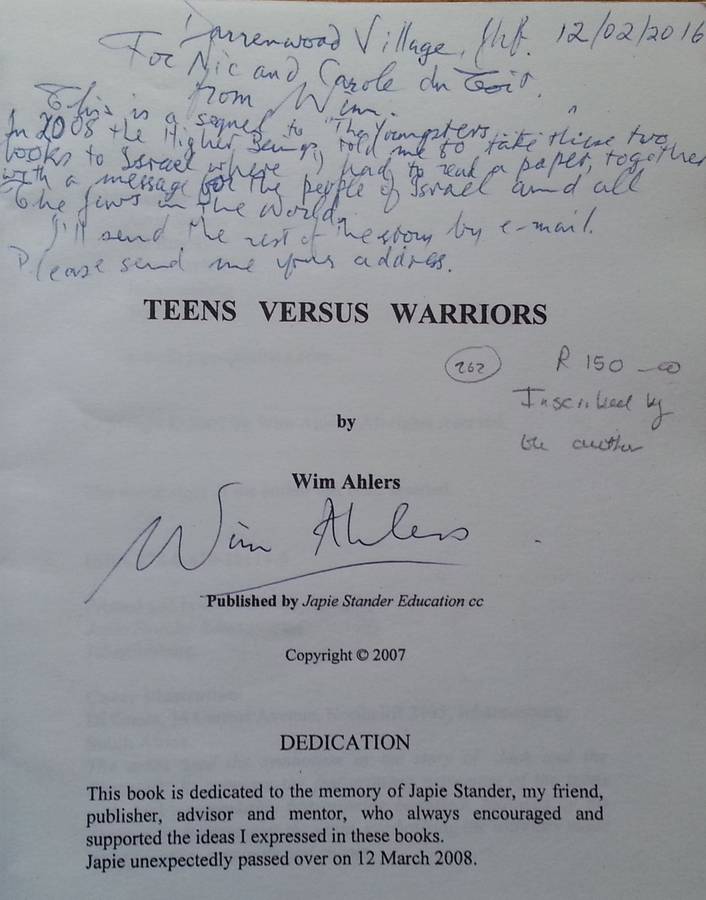 Darrenwood Village, Jhb. 12/02/2016
For Nic and Carole du Toit,
from Wim.
This is a sequel to "The Youngsters
In 2008 the Higher Beings told me to take these two
books to Israel where I had to read a paper, together
with a message for the people of Israel and all
the Jews in the World.
I'll send the rest of the story by e-mail.
Please send me your address.
TEENS VERSUS WARRIORS
262
R 150 —00
Inscribed by
the author
by
Wim Ahlers
Wim Ahlers
Published by Japie Stander Education cc
Copyright © 2007
DEDICATION
This book is dedicated to the memory of Japie Stander, my friend,
publisher, advisor and mentor, who always encouraged and
supported the ideas I expressed in these books.
Japie unexpectedly passed over on 12 March 2008.